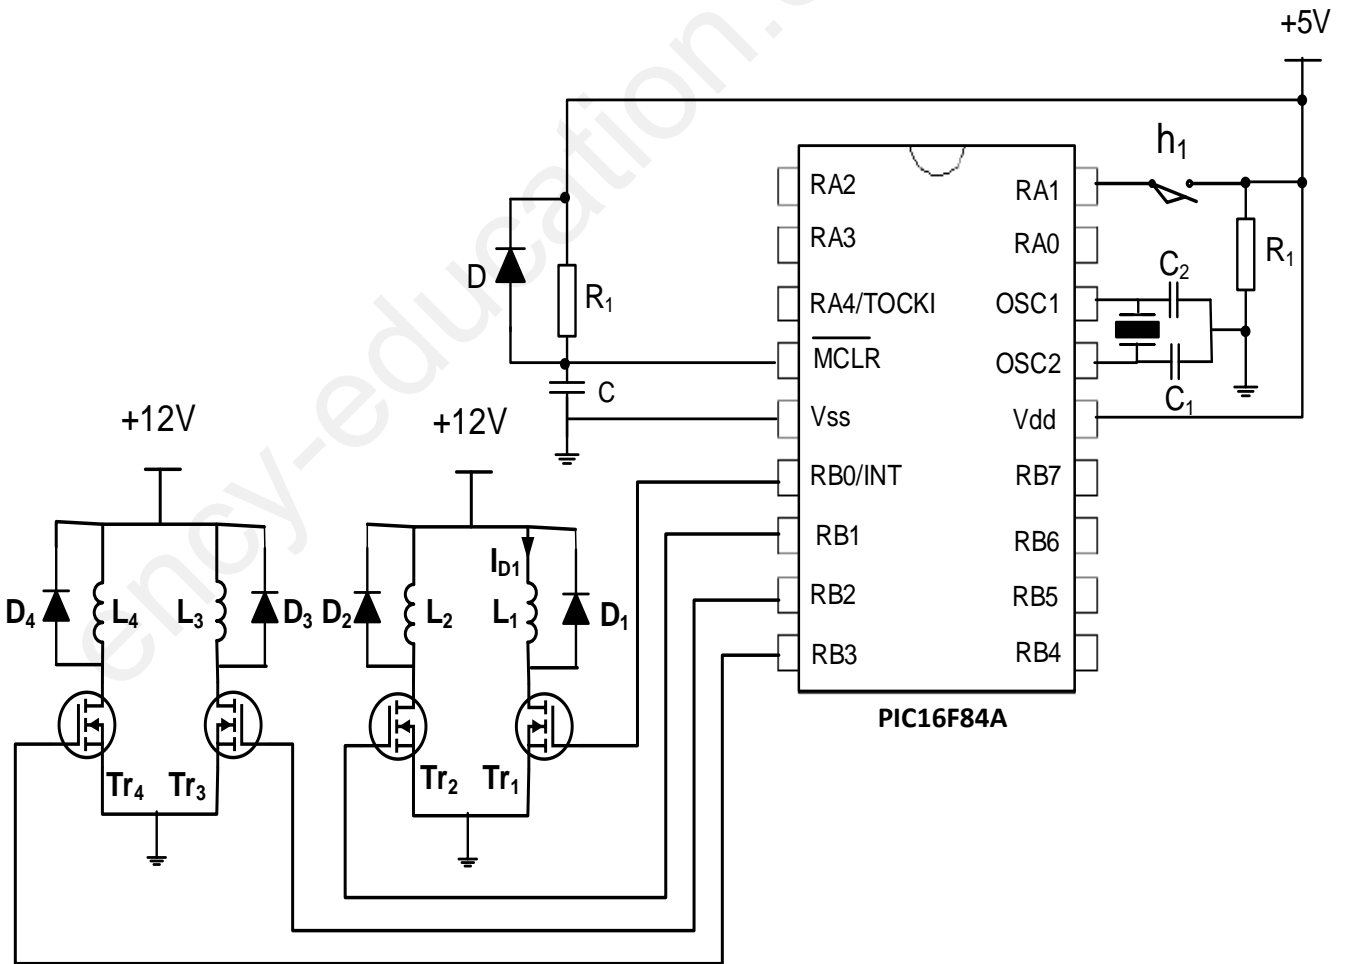 +5V
h1
RA2
RA1
RA3
RA0
R1
C2
D
R1
RA4/TOCKI
OSC1
MCLR
OSC2
C
C1
+12V
+12V
Vss
Vdd
RB0/INT
RB7
RB1
RB6
ID1
D4
L4
L3
D3
D2
L2
L1
D1
RB2
RB5
RB3
RB4
PIC16F84A
Tr4
Tr3
Tr2
Tr1
ency-education.